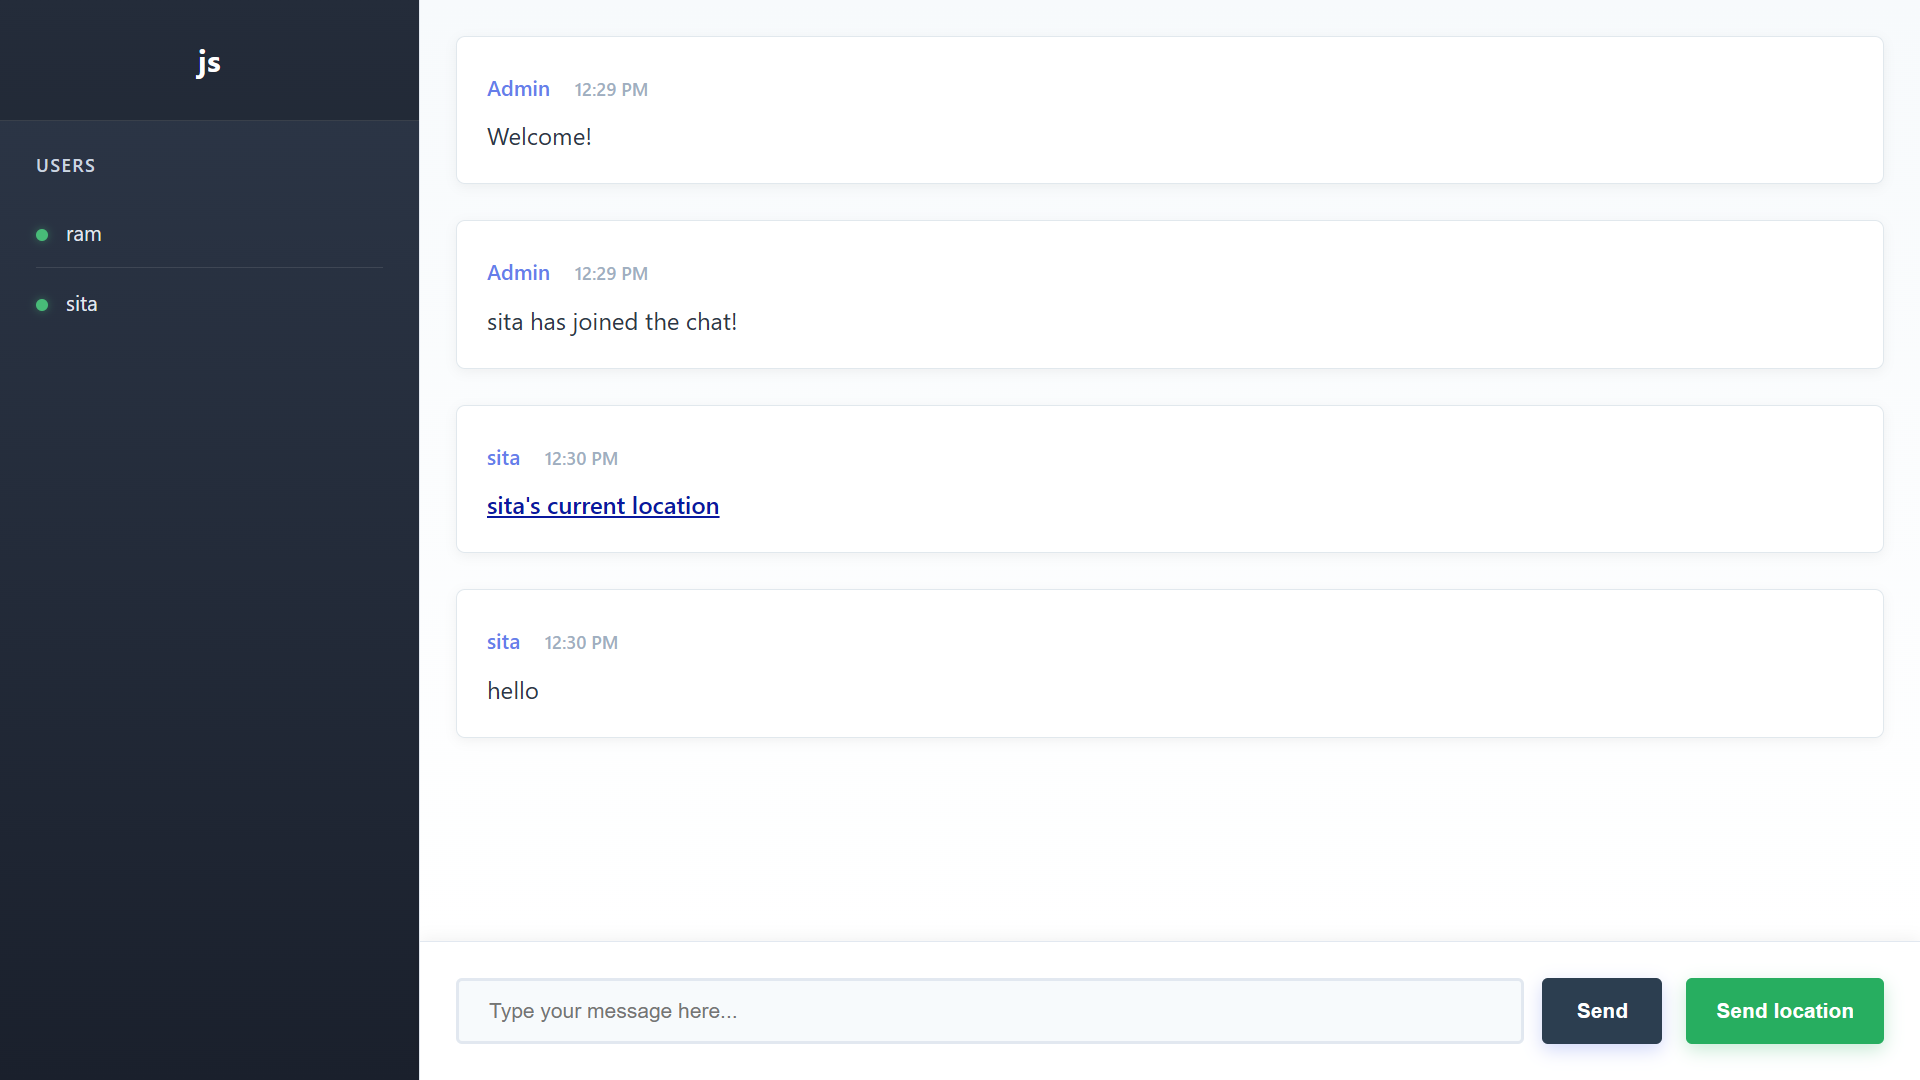 js
USERS
ram
sita
Admin 12:29 PM
Welcome!
Admin 12:29 PM
sita has joined the chat!
sita 12:30 PM
sita's current location
sita 12:30 PM
hello
Type your message here...
Send
Send location